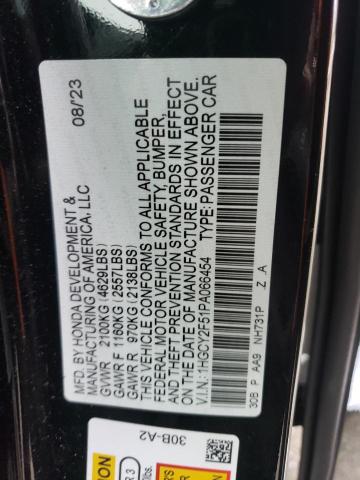 MFD. BY HONDA DEVELOPMENT &
MANUFACTURING OF AMERICA, LLC
08/'23
GVWR 2100KG (4629LBS)
GAWR F 1160KG (2557LBS)
GAWR R 970KG (2138LBS)
THIS VEHICLE CONFORMS TO ALL APPLICABLE
FEDERAL MOTOR VEHICLE SAFETY, BUMPER,
THEFT PREVENTION STANDARDS IN EFFECT
ON THE DATE OF MANUFACTURE SHOWN ABOVE.
V.I.N.:1HGCY2F51PA066454 TYPE:PASSENGER CAR
30B P AA9 NH731P Z A
30B-A2